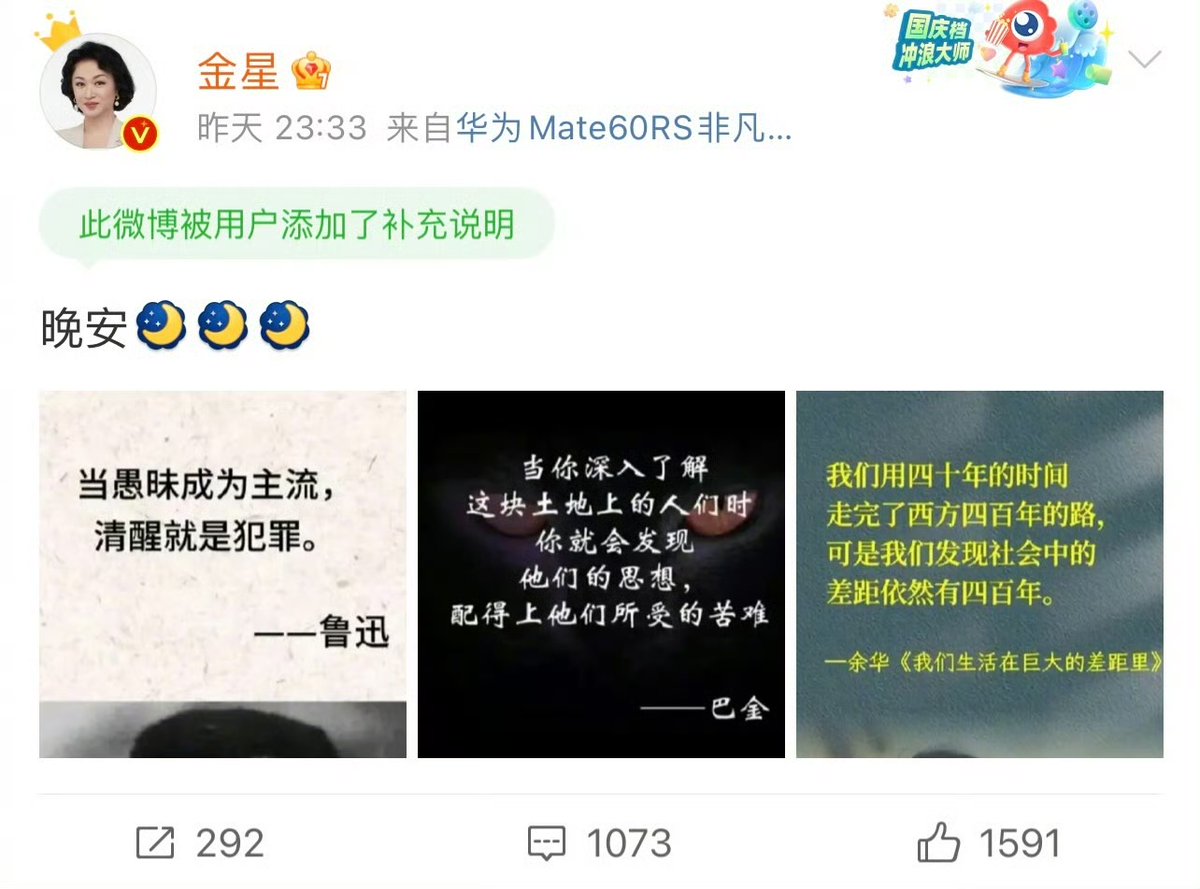 国庆档
冲浪大师
金星
昨天 23:33 来自华为Mate60RS非凡...
此微博被用户添加了补充说明
晚安
当愚昧成为主流，
清醒就是犯罪。
——鲁迅
当你深入了解
这块土地上的人们时
你就会发现
他们的思想，
配得上他们所受的苦难
——巴金
我们用四十年的时间
走完了西方四百年的路，
可是我们发现社会中的
差距依然有四百年。
—余华《我们生活在巨大的差距里》
292
1073
1591